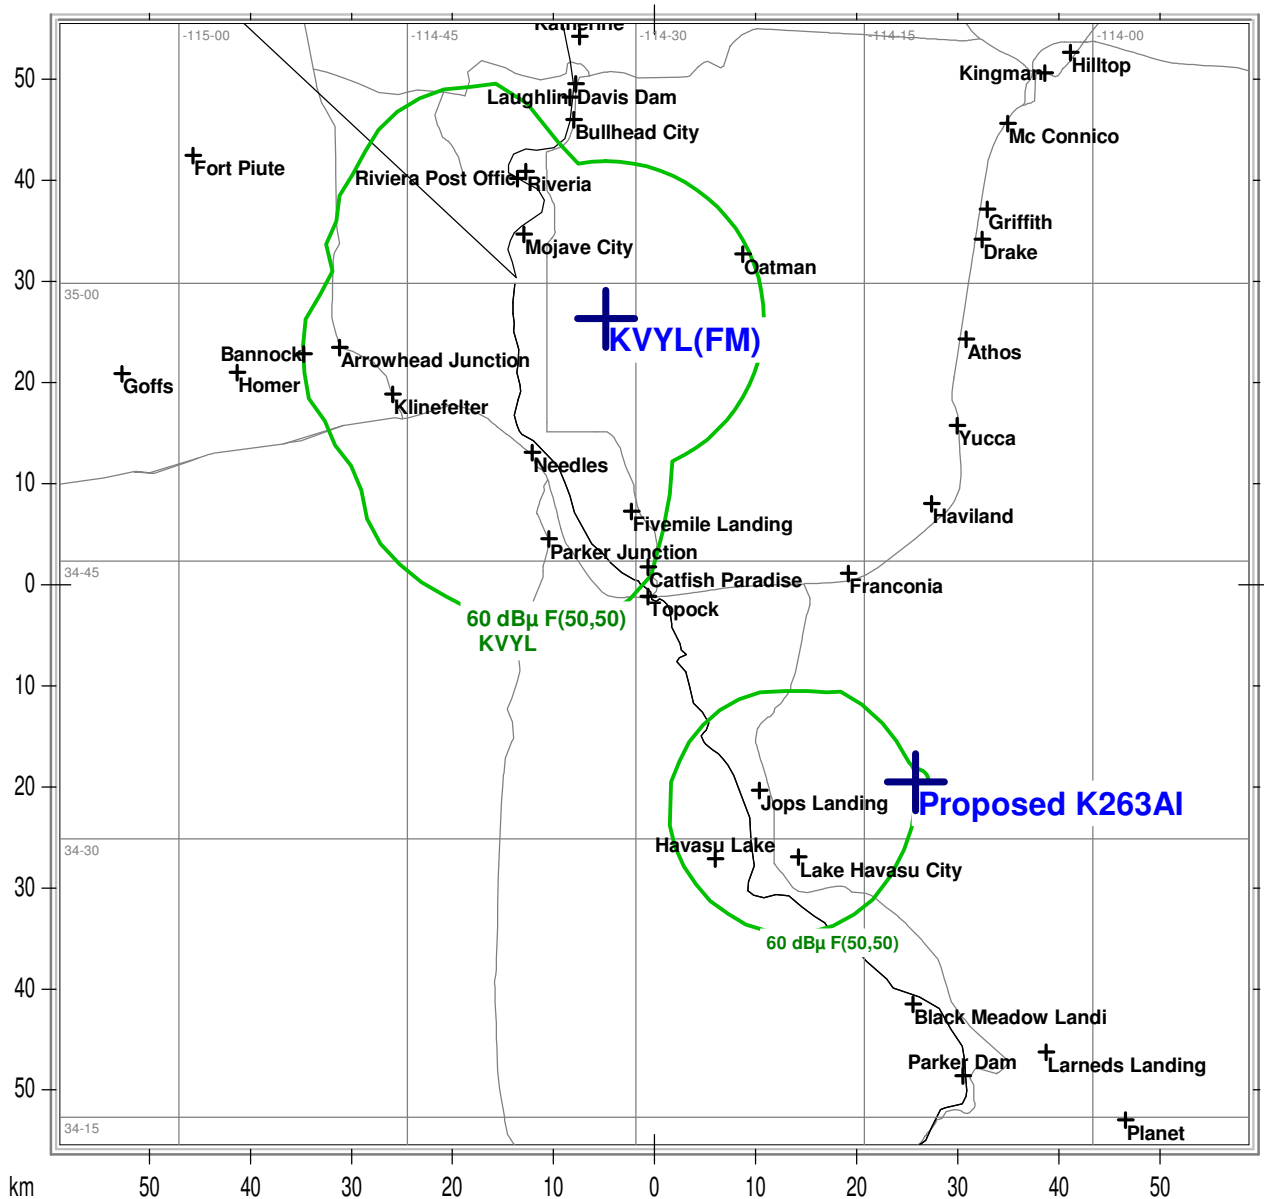 Katherine
-115-00
-114-45
-114-30
-114-15
-114-00
Hilltop
Kingman
50
Laughlin
Davis Dam
Bullhead City
Mc Connico
Fort Piute
40
Riviera Post Offic
Riveria
Griffith
Mojave City
Drake
Oatman
30
35-00
KVYL(FM)
Bannock
Arrowhead Junction
Athos
20
Goffs
Homer
Klinefelter
Yucca
Needles
10
Fivemile Landing
Haviland
Parker Junction
34-45
0
Catfish Paradise
Franconia
Topock
60 dBµ F(50,50)
KVYL
10
20
Jops Landing
Proposed K263AI
34-30
Havasu Lake
Lake Havasu City
30
60 dBµ F(50,50)
40
Black Meadow Landi
Parker Dam
Larneds Landing
50
34-15
Planet
km
50
40
30
20
10
0
10
20
30
40
50